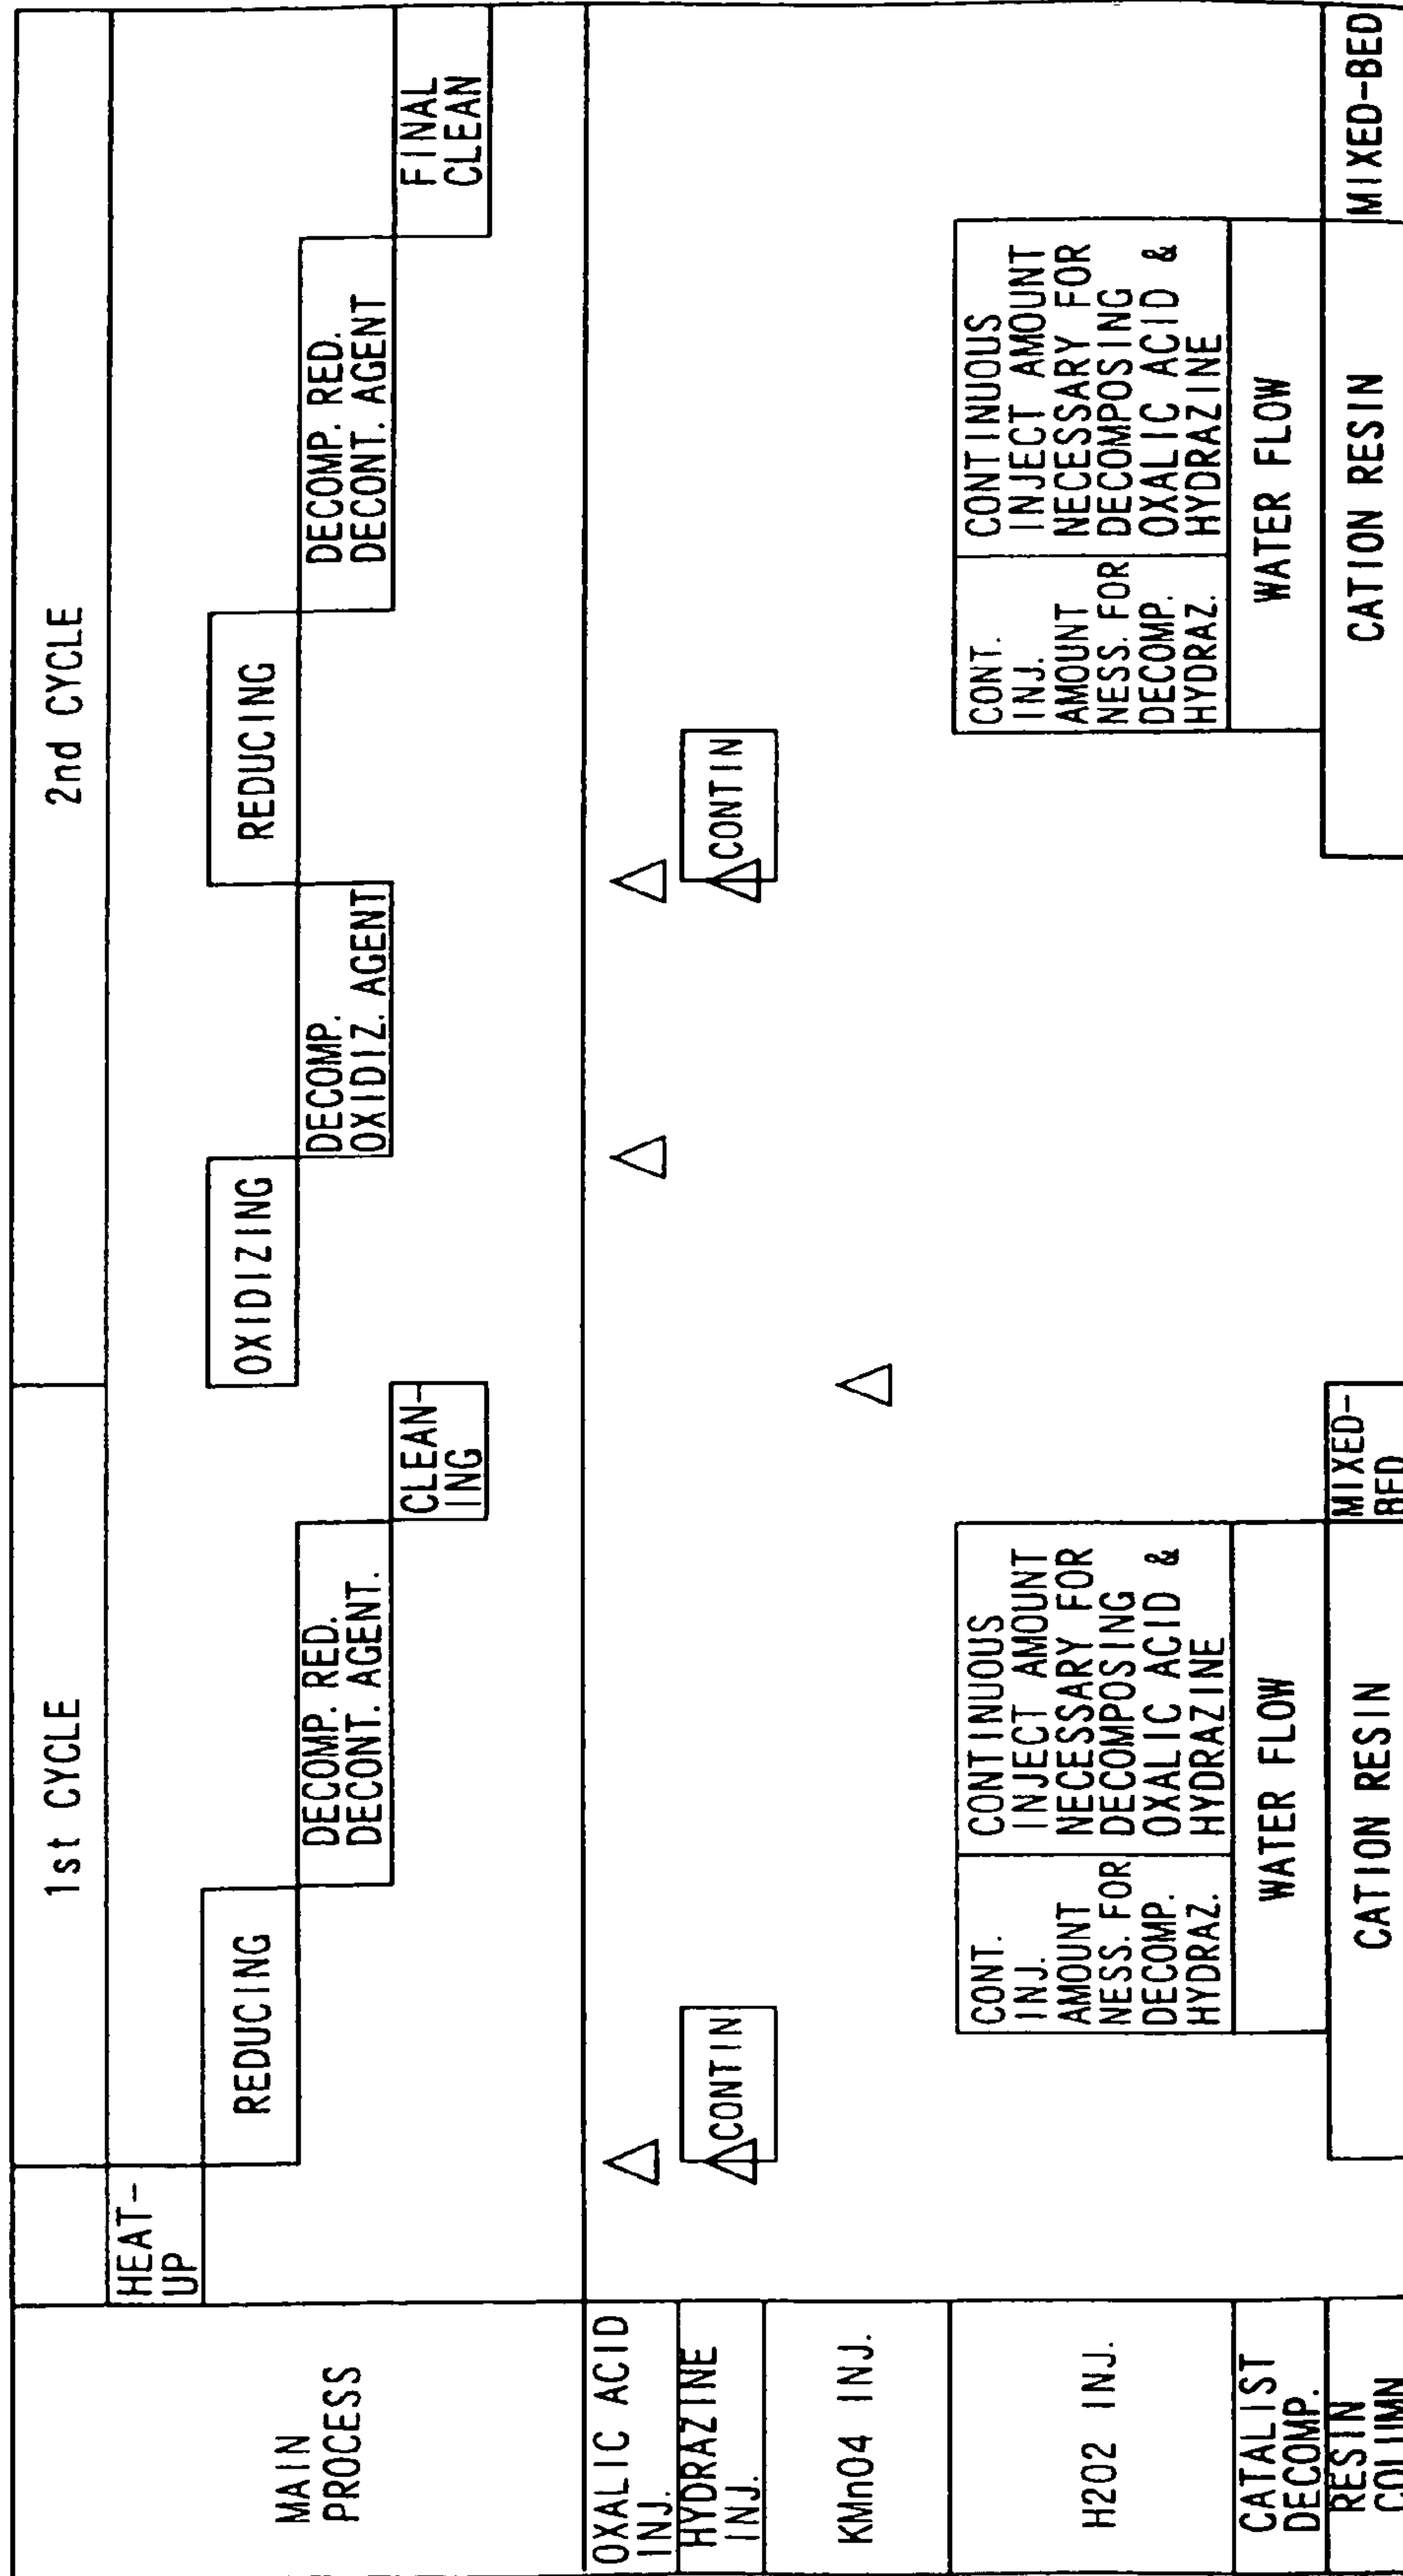 1st CYCLE
2nd CYCLE
MAIN
PROCESS
HEAT-
UP
REDUCING
DECOMP. RED.
DECONT. AGENT.
CLEAN-
ING
OXIDIZING
DECOMP.
OXIDIZ. AGENT
REDUCING
DECOMP. RED.
DECONT. AGENT
FINAL
CLEAN
OXALIC ACID
INJ.
HYDRAZINE
INJ.
CONTIN
CONTIN
KMnO4 INJ.
H2O2 INJ.
CONT.
INJ.
AMOUNT
NESS. FOR
DECOMP.
HYDRAZ.
CONTINUOUS
INJECT AMOUNT
NECESSARY FOR
DECOMPOSING
OXALIC ACID &
HYDRAZINE
CONT.
INJ.
AMOUNT
NESS. FOR
DECOMP.
HYDRAZ.
CONTINUOUS
INJECT AMOUNT
NECESSARY FOR
DECOMPOSING
OXALIC ACID &
HYDRAZINE
CATALIST
DECOMP.
WATER FLOW
WATER FLOW
RESIN
COLUMN
CATION RESIN
MIXED-
BED
CATION RESIN
MIXED-BED